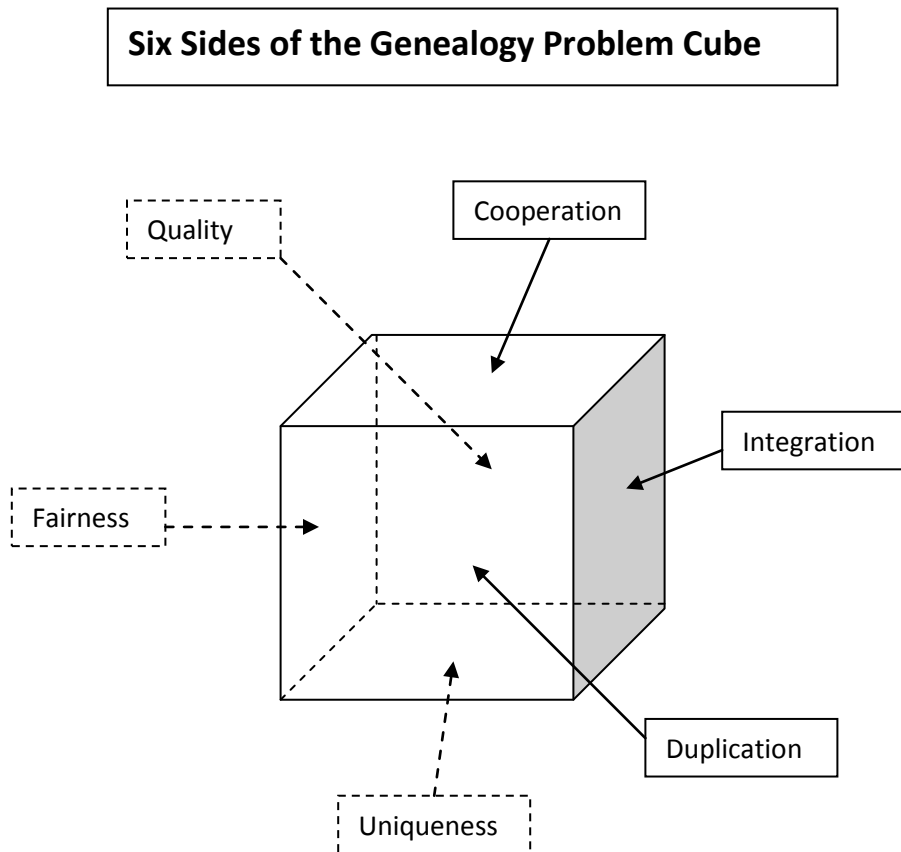 Six Sides of the Genealogy Problem Cube
Cooperation
Quality
Integration
Fairness
Duplication
Uniqueness